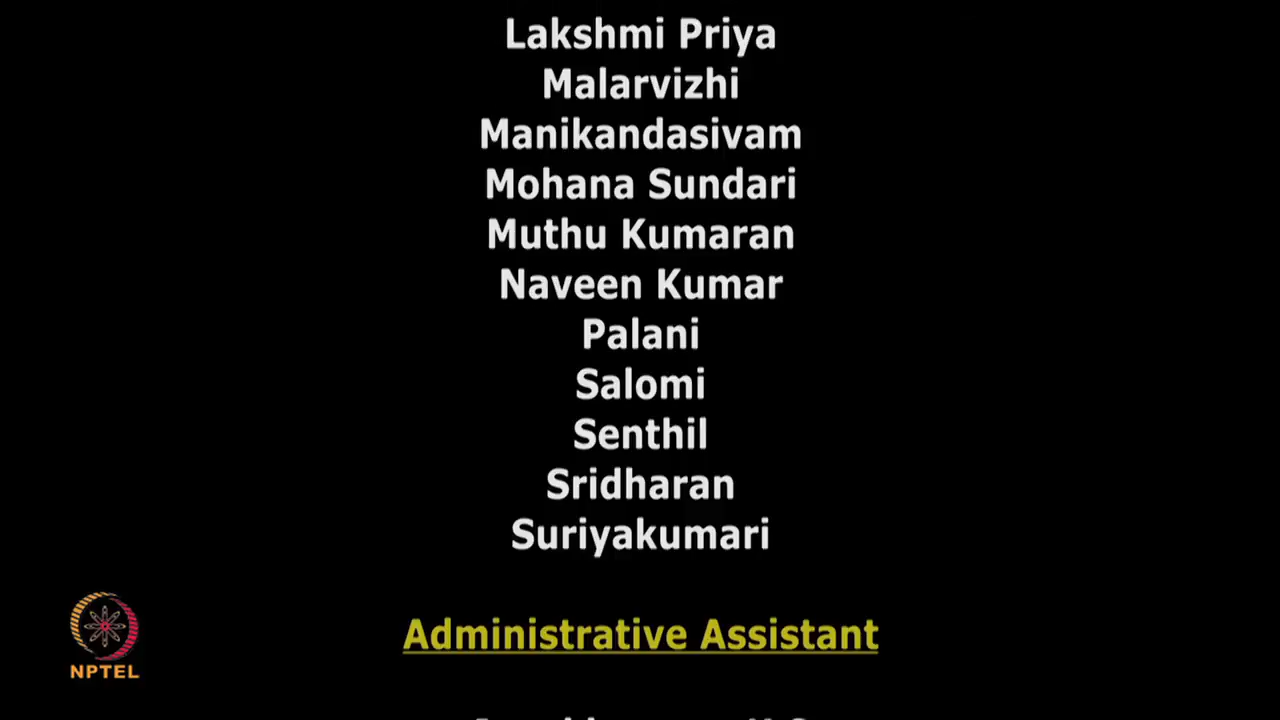 Lakshmi Priya
Malarvizhi
Manikandasivam
Mohana Sundari
Muthu Kumaran
Naveen Kumar
Palani
Salomi
Senthil
Sridharan
Suriyakumari
Administrative Assistant
NPTEL